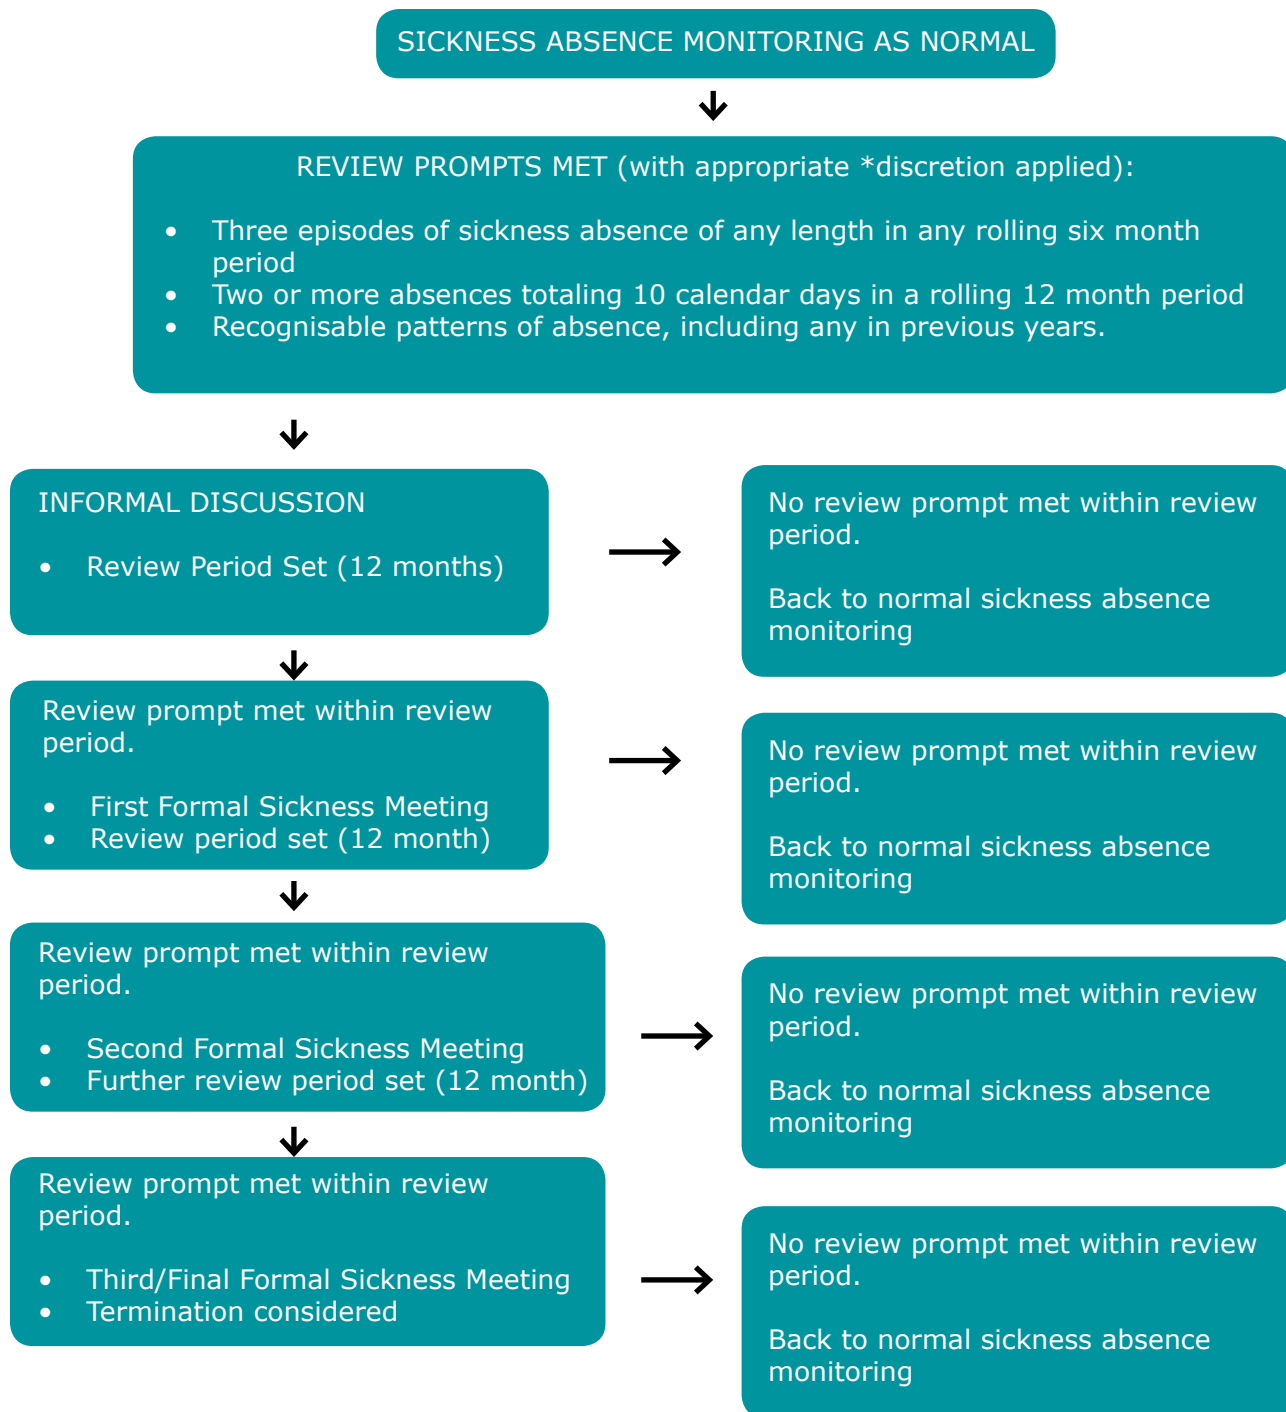 SICKNESS ABSENCE MONITORING AS NORMAL
REVIEW PROMPTS MET (with appropriate *discretion applied):
• Three episodes of sickness absence of any length in any rolling six month
period
• Two or more absences totaling 10 calendar days in a rolling 12 month period
• Recognisable patterns of absence, including any in previous years.
INFORMAL DISCUSSION
• Review Period Set (12 months)
No review prompt met within review
period.
Back to normal sickness absence
monitoring
Review prompt met within review
period.
• First Formal Sickness Meeting
• Review period set (12 month)
No review prompt met within review
period.
Back to normal sickness absence
monitoring
Review prompt met within review
period.
• Second Formal Sickness Meeting
• Further review period set (12 month)
No review prompt met within review
period.
Back to normal sickness absence
monitoring
Review prompt met within review
period.
• Third/Final Formal Sickness Meeting
• Termination considered
No review prompt met within review
period.
Back to normal sickness absence
monitoring